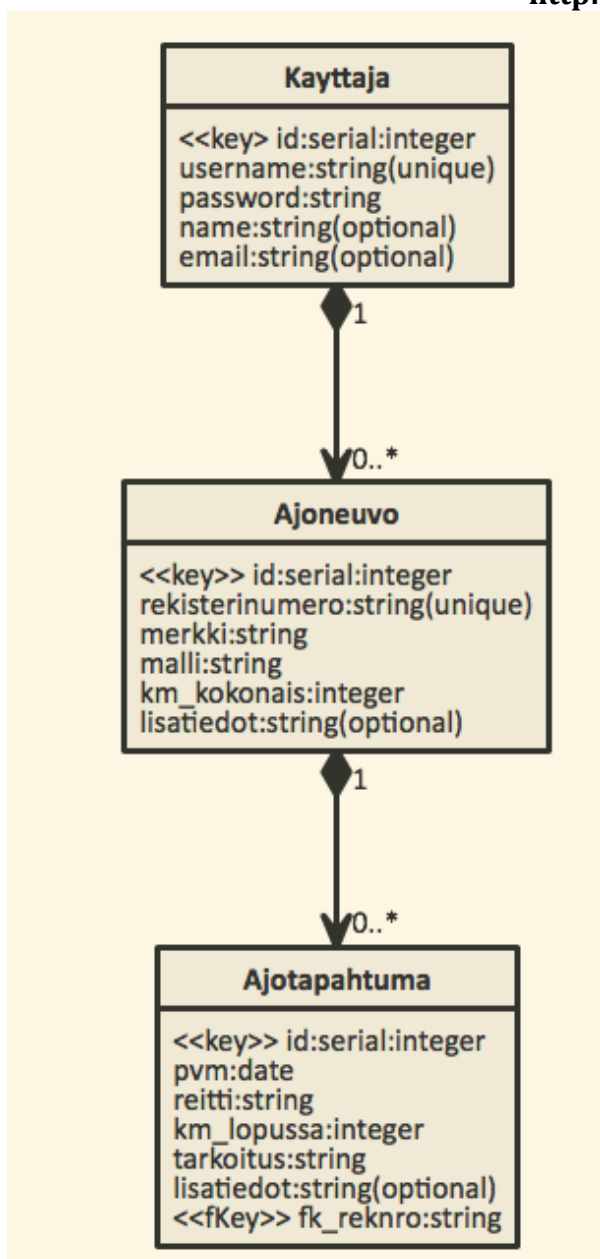 Kayttaja
<<key> id:serial:integer
username:string(unique)
password:string
name:string(optional)
email:string(optional)
1
0..*
Ajoneuvo
<<key>> id:serial:integer
rekisterinumero:string(unique)
merkki:string
malli:string
km_kokonais:integer
lisatiedot:string(optional)
1
0..*
Ajotapahtuma
<<key>> id:serial:integer
pvm:date
reitti:string
km_lopussa:integer
tarkoitus:string
lisatiedot:string(optional)
<<fKey>> fk_reknro:string